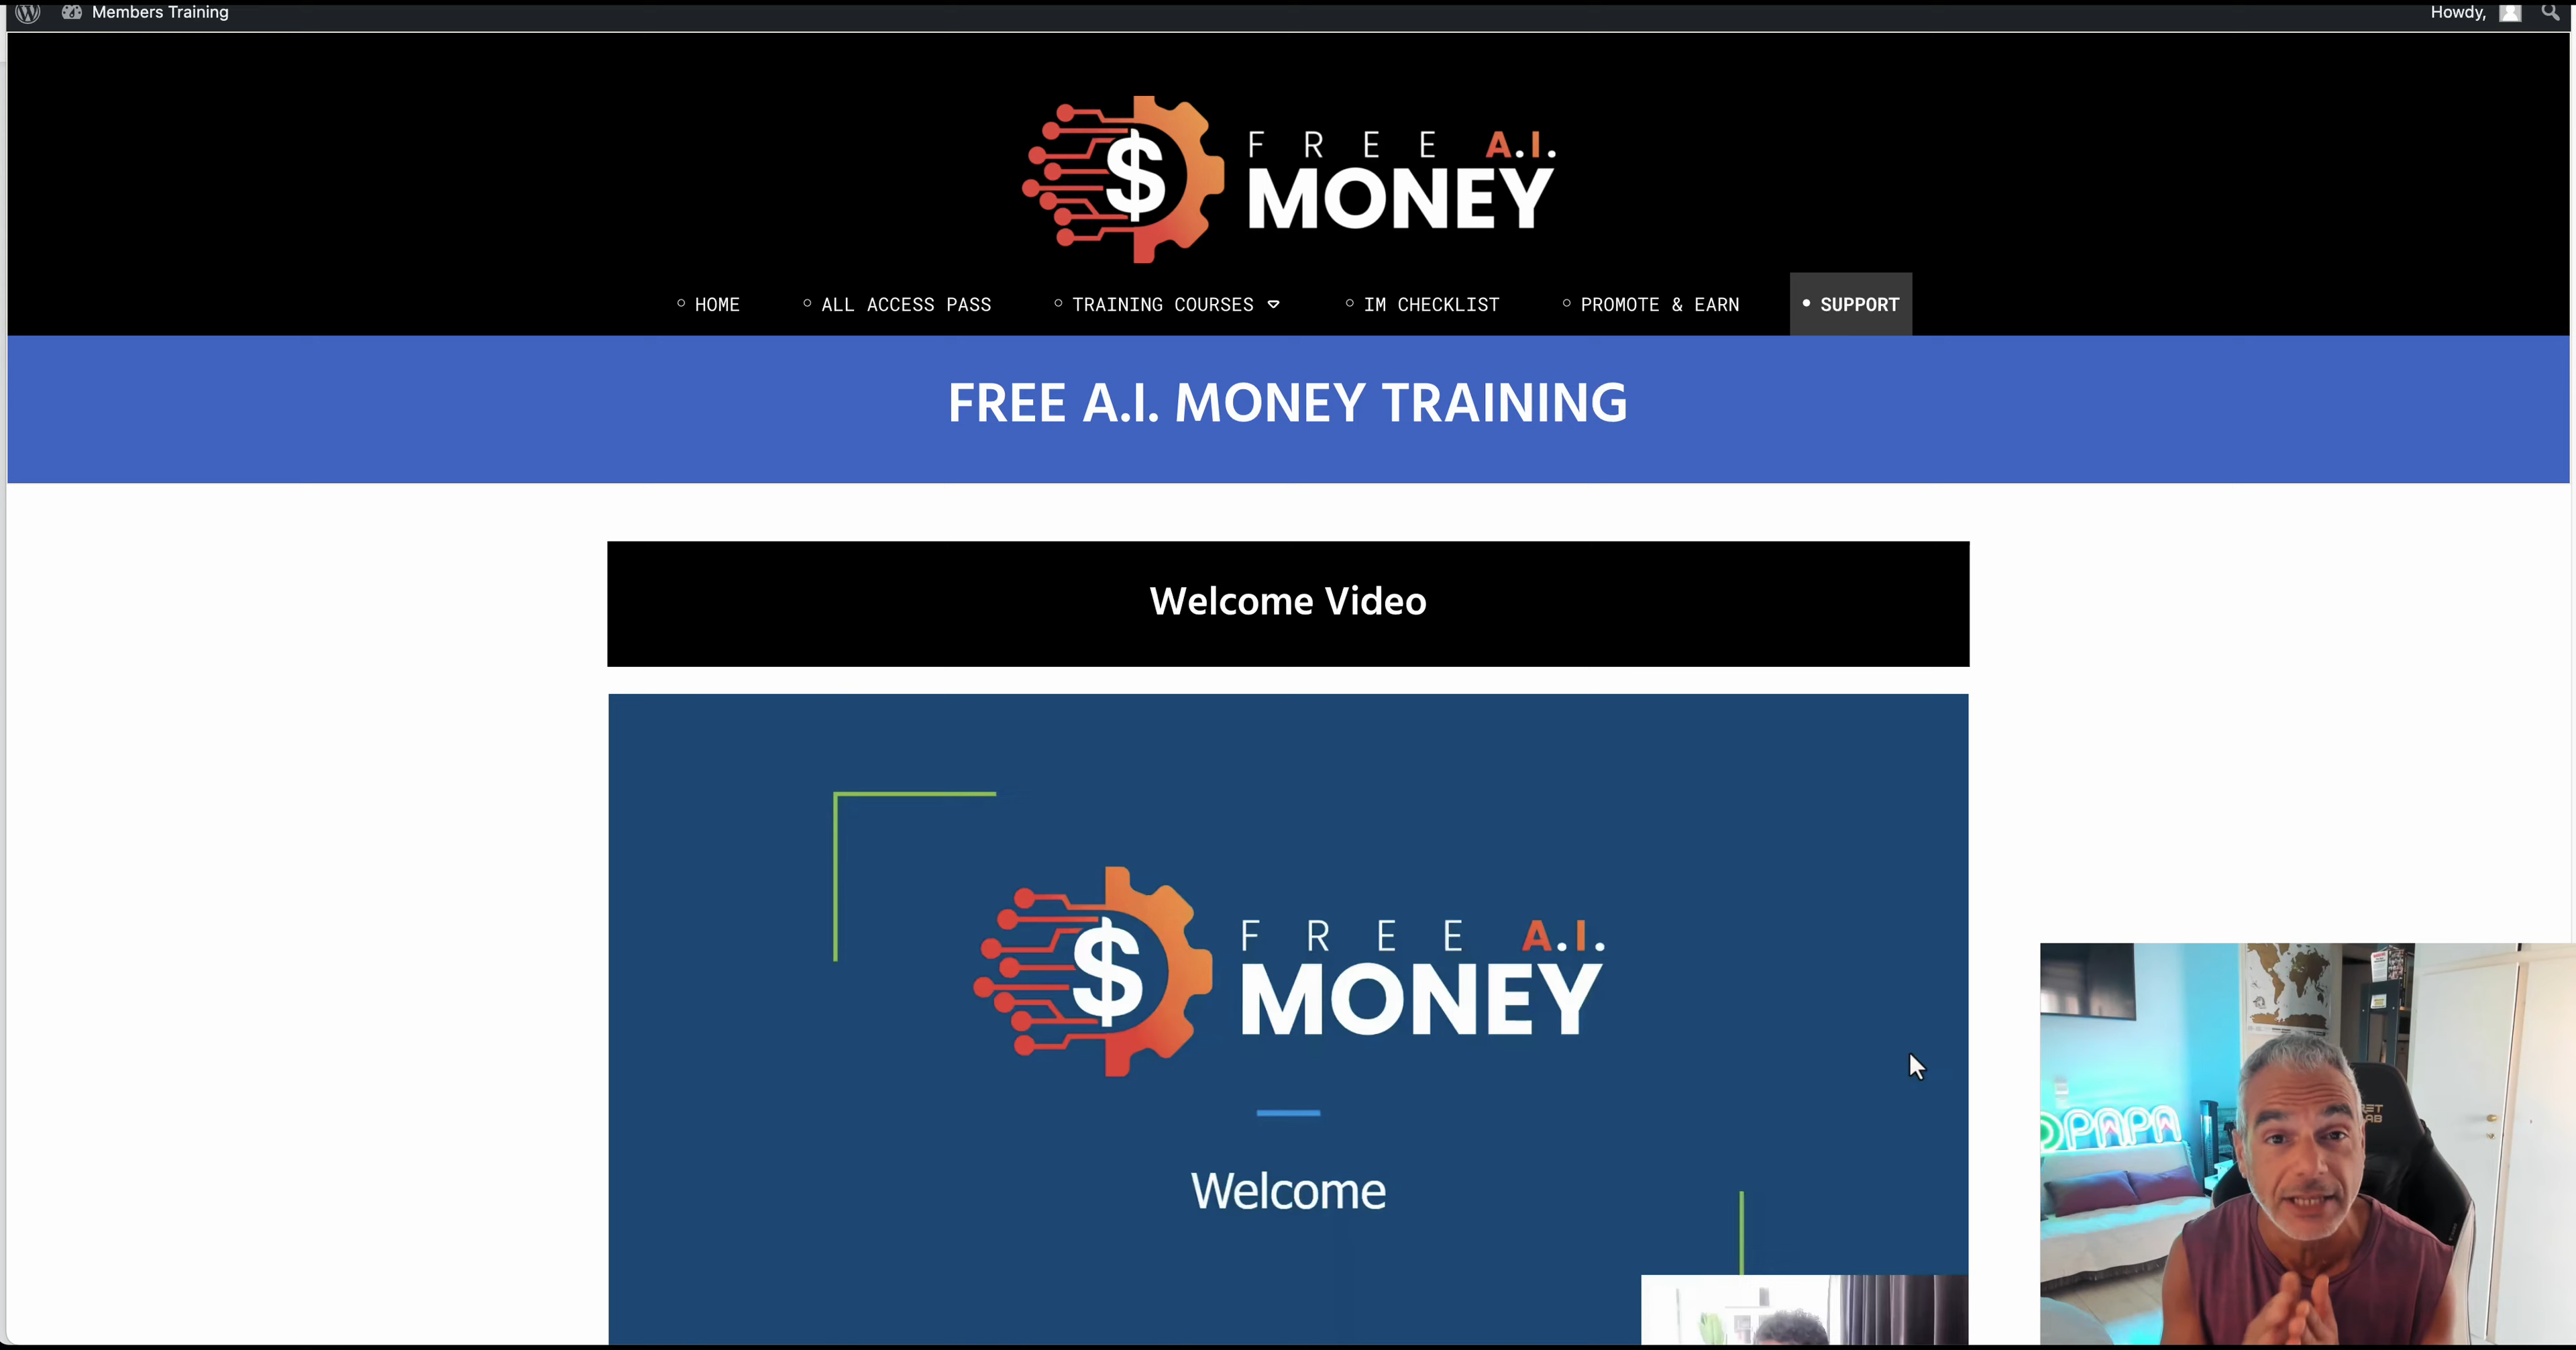 Members Training
Howdy,
FREE A.I.
MONEY
HOME
ALL ACCESS PASS
TRAINING COURSES
IM CHECKLIST
PROMOTE & EARN
SUPPORT
FREE A.I. MONEY TRAINING
Welcome Video
FREE A.I.
MONEY
Welcome
PAPA